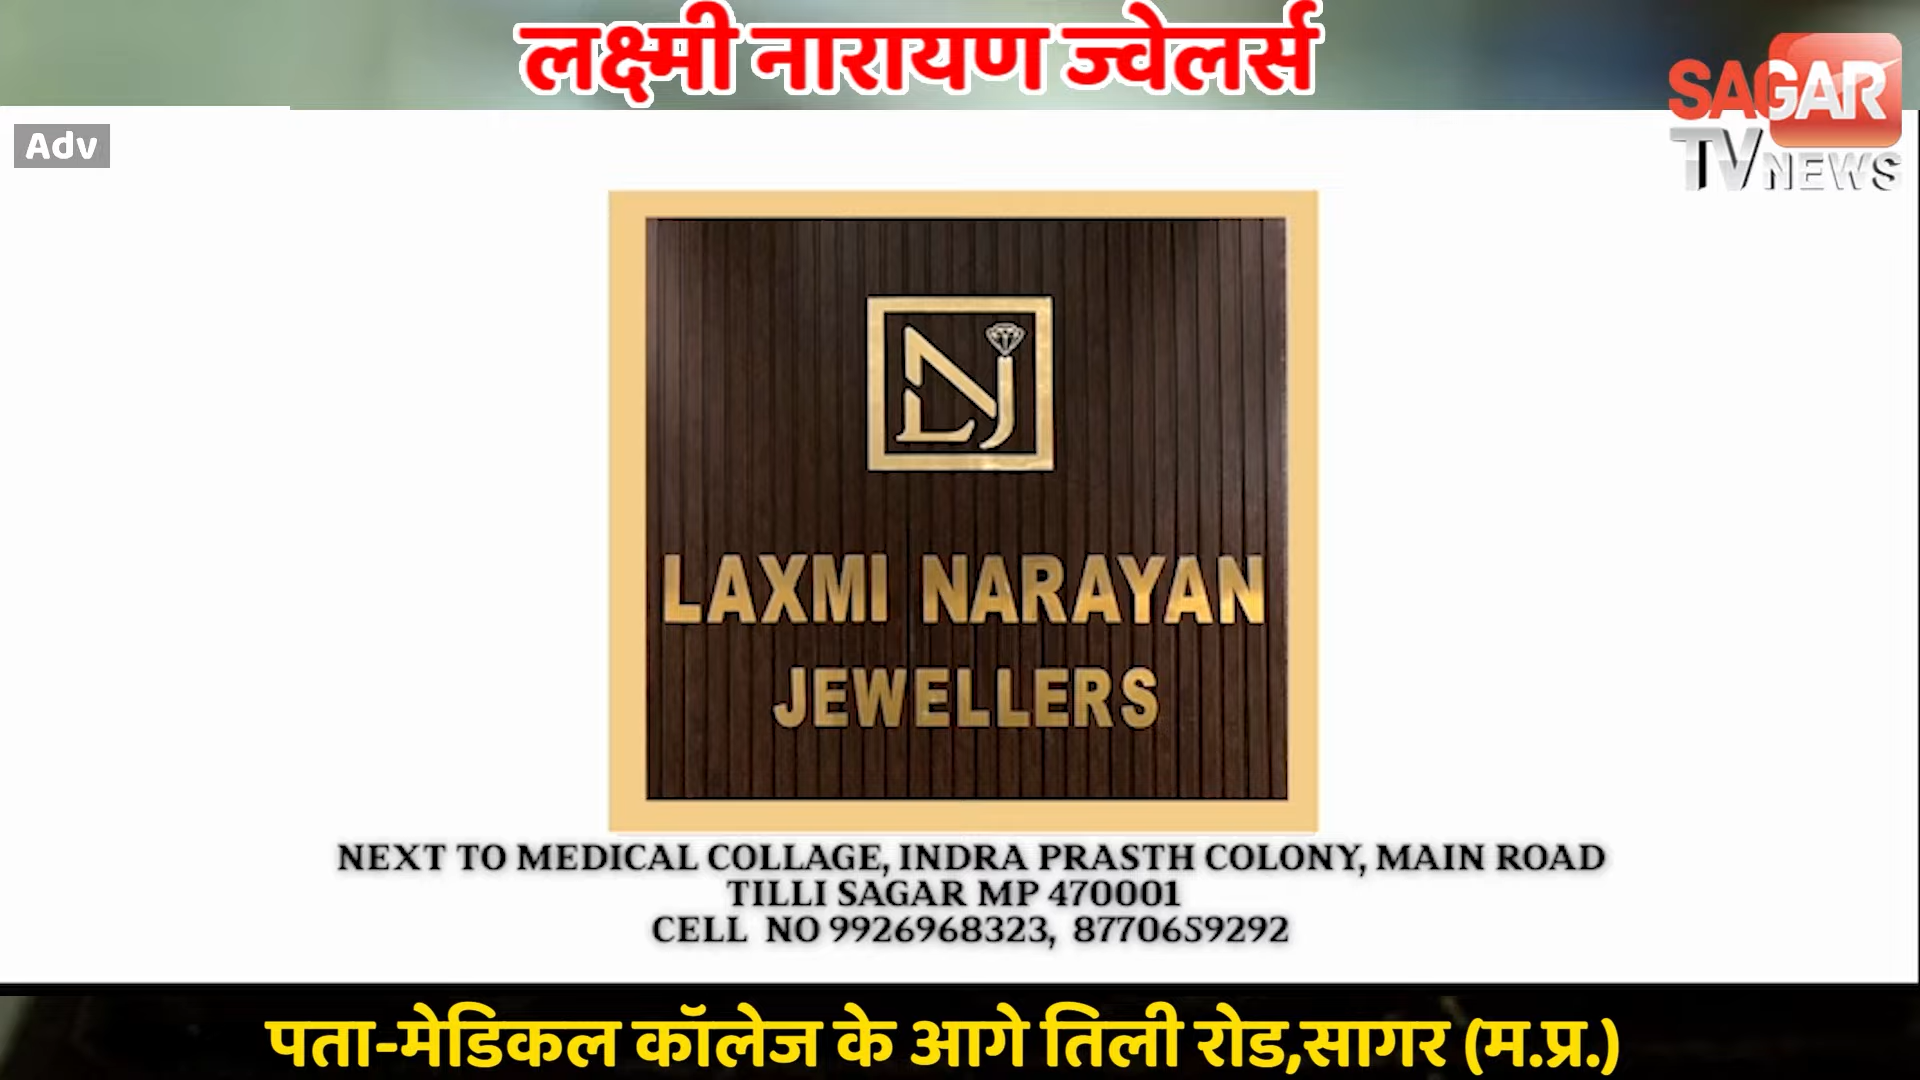 लक्ष्मी नारायण ज्वेलर्स
SAGAR
TV NEWS
Adv
LNJ
LAXMI NARAYAN
JEWELLERS
NEXT TO MEDICAL COLLAGE, INDRA PRASTH COLONY, MAIN ROAD
TILLI SAGAR MP 470001
CELL NO 9926968323, 8770659292
पता-मेडिकल कॉलेज के आगे तिली रोड,सागर (म.प्र.)